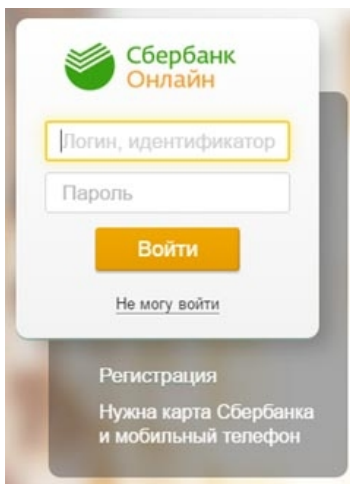 Сбербанк
Онлайн
Логин, идентификатор
Пароль
Войти
Не могу войти
Регистрация
Нужна карта Сбербанка
и мобильный телефон